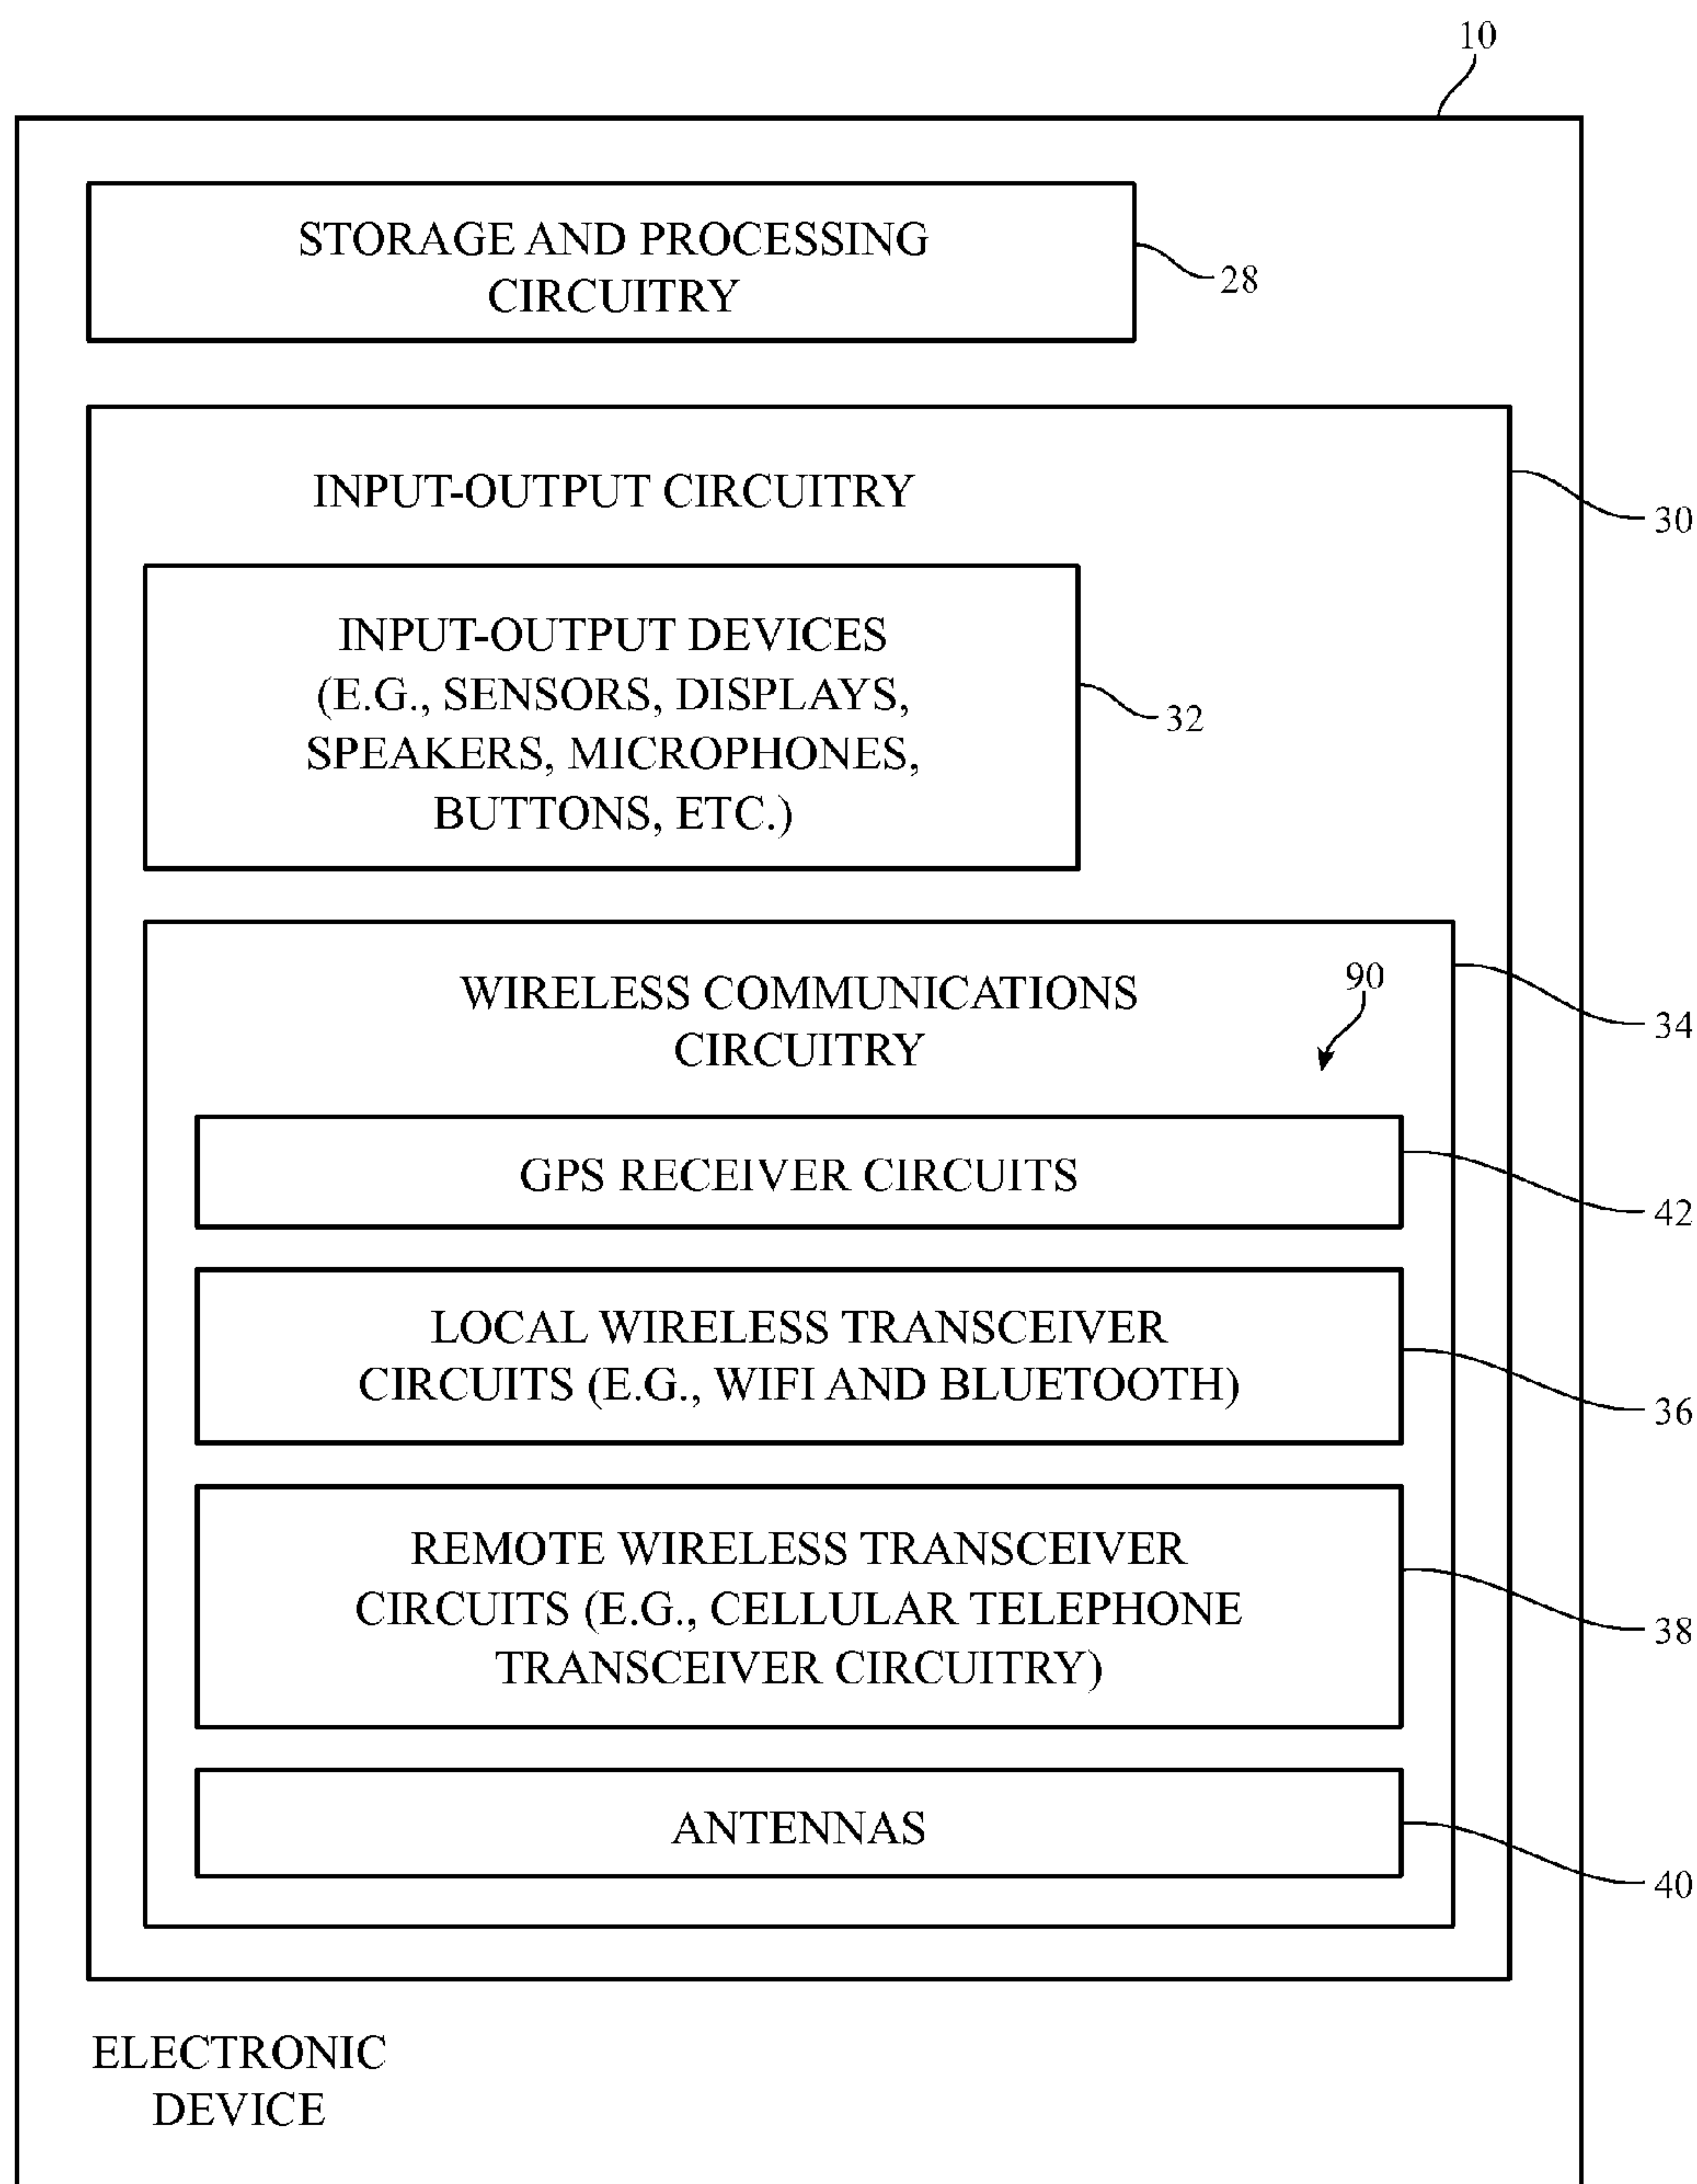 10
STORAGE AND PROCESSING
CIRCUITRY
28
INPUT-OUTPUT CIRCUITRY
30
INPUT-OUTPUT DEVICES
(E.G., SENSORS, DISPLAYS,
SPEAKERS, MICROPHONES,
BUTTONS, ETC.)
32
WIRELESS COMMUNICATIONS
CIRCUITRY
90
34
GPS RECEIVER CIRCUITS
42
LOCAL WIRELESS TRANSCEIVER
CIRCUITS (E.G., WIFI AND BLUETOOTH)
36
REMOTE WIRELESS TRANSCEIVER
CIRCUITS (E.G., CELLULAR TELEPHONE
TRANSCEIVER CIRCUITRY)
38
ANTENNAS
40
ELECTRONIC
DEVICE